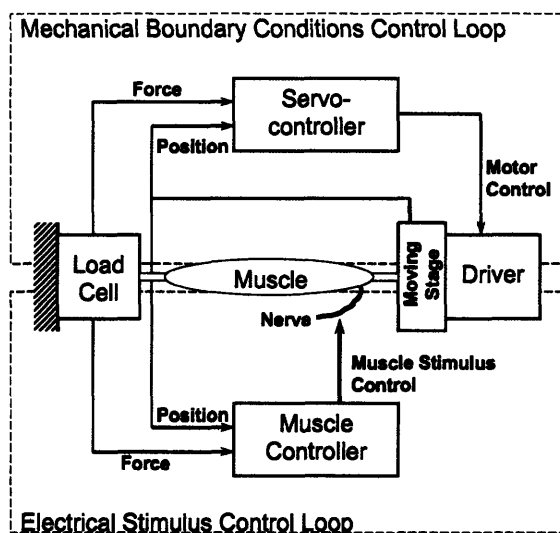 Mechanical Boundary Conditions Control Loop
Force
Servo-
controller
Position
Motor
Control
Load
Cell
Muscle
Moving
Stage
Driver
Nerve
Muscle Stimulus
Control
Position
Muscle
Controller
Force
Electrical Stimulus Control Loop